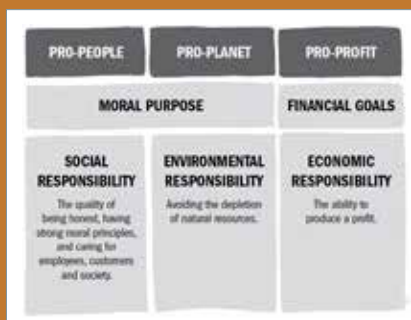 PRO-PEOPLE
PRO-PLANET
PRO-PROFIT
MORAL PURPOSE
FINANCIAL GOALS
SOCIAL
RESPONSIBILITY
The quality of
being honest, having
strong moral principles,
and caring for
employees, customers
and society.
ENVIRONMENTAL
RESPONSIBILITY
Avoiding the depletion
of natural resources.
ECONOMIC
RESPONSIBILITY
The ability to
produce a profit.